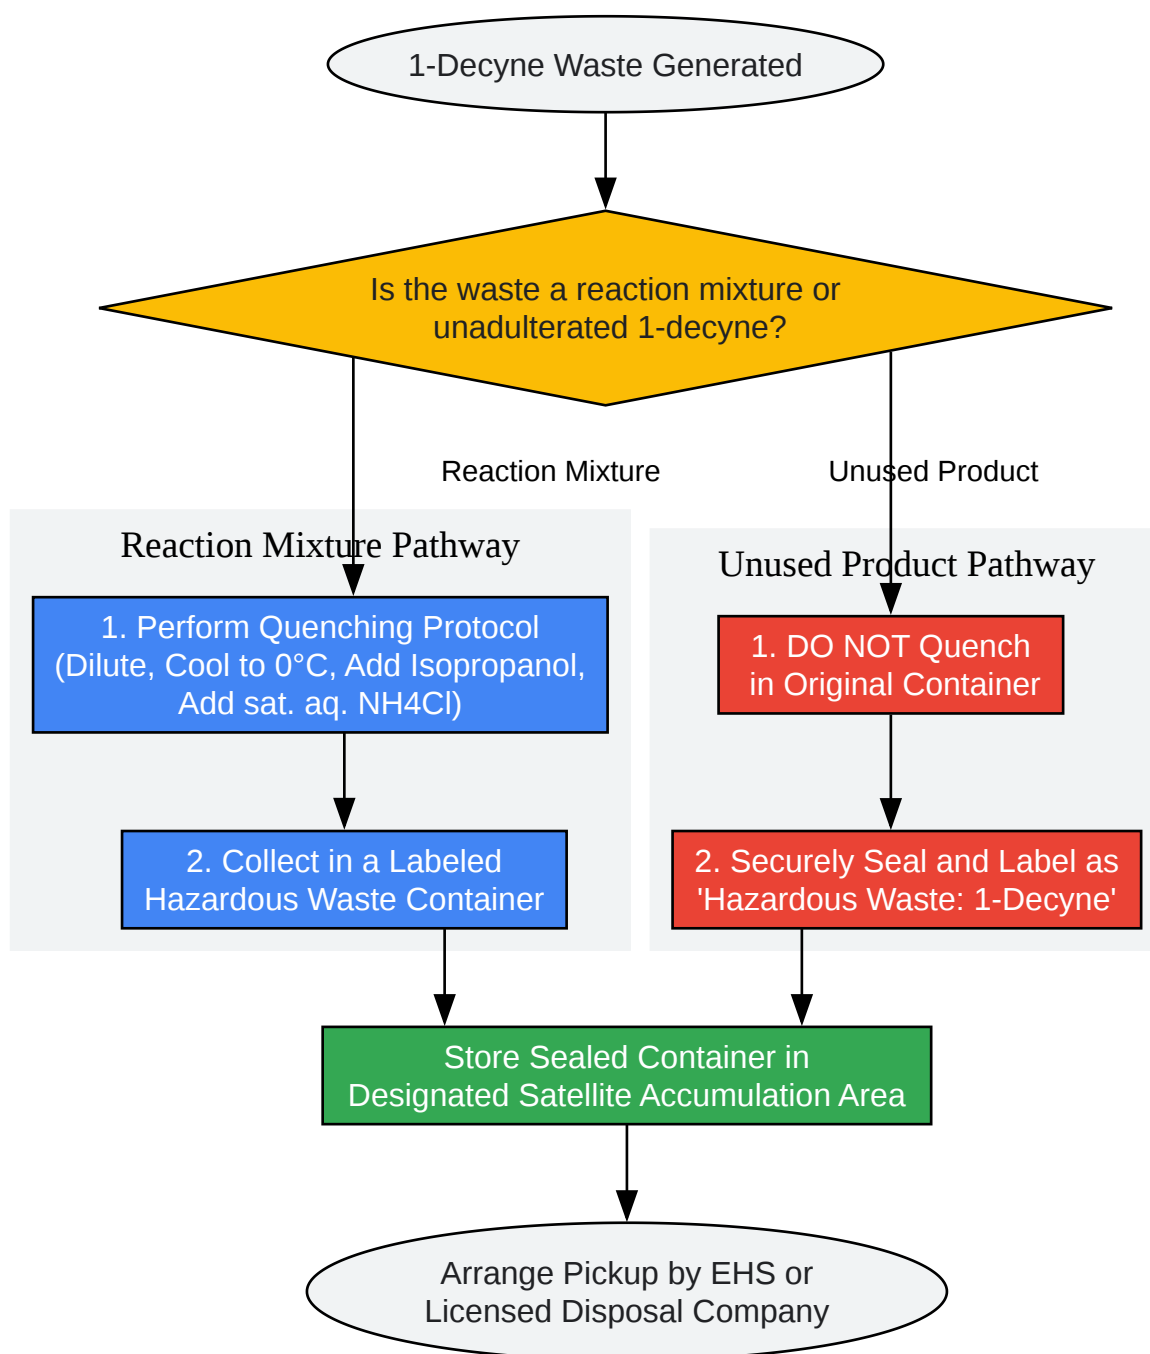 1-Decyne Waste Generated
Is the waste a reaction mixture or
unadulterated 1-decyne?
Reaction Mixture
Unused Product
Reaction Mixture Pathway
1. Perform Quenching Protocol
(Dilute, Cool to 0°C, Add Isopropanol,
Add sat. aq. NH4Cl)
2. Collect in a Labeled
Hazardous Waste Container
Unused Product Pathway
1. DO NOT Quench
in Original Container
2. Securely Seal and Label as
'Hazardous Waste: 1-Decyne'
Store Sealed Container in
Designated Satellite Accumulation Area
Arrange Pickup by EHS or
Licensed Disposal Company